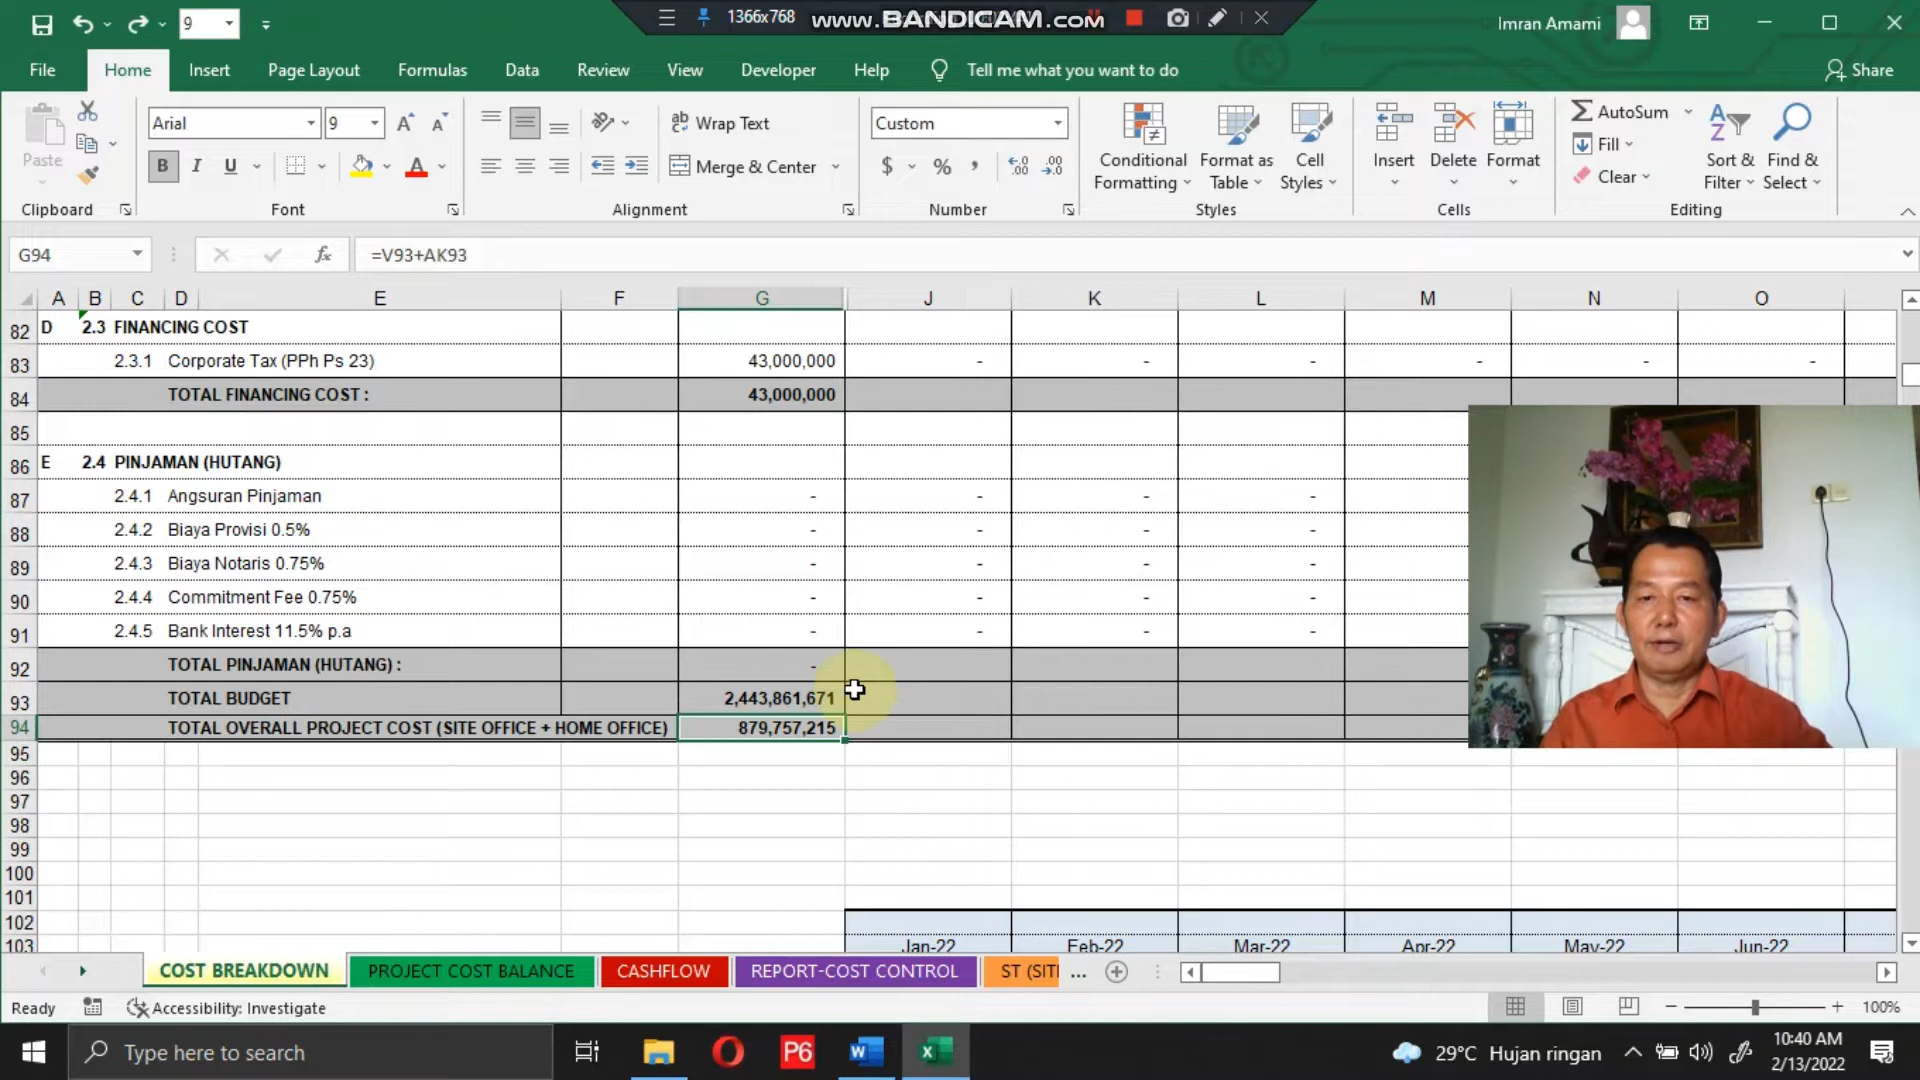 9
1366x768
www.BANDICAM.com
Imran Amami
File Home Insert Page Layout Formulas Data Review View Developer Help Tell me what you want to do Share
Paste
Clipboard
Arial 9
B I U
Font
Wrap Text
Merge & Center
Alignment
Custom
$ % ,
Number
Conditional Formatting
Format as Table
Cell Styles
Styles
Insert Delete Format
Cells
AutoSum
Fill
Clear
Sort & Filter
Find & Select
Editing
G94 fx =V93+AK93
A B C D E F G J K L M N O
82 D 2.3 FINANCING COST
83 2.3.1 Corporate Tax (PPh Ps 23) 43,000,000 - - - - - -
84 TOTAL FINANCING COST : 43,000,000
85
86 E 2.4 PINJAMAN (HUTANG)
87 2.4.1 Angsuran Pinjaman - - - -
88 2.4.2 Biaya Provisi 0.5% - - - -
89 2.4.3 Biaya Notaris 0.75% - - - -
90 2.4.4 Commitment Fee 0.75% - - - -
91 2.4.5 Bank Interest 11.5% p.a - - - -
92 TOTAL PINJAMAN (HUTANG) : -
93 TOTAL BUDGET 2,443,861,671
94 TOTAL OVERALL PROJECT COST (SITE OFFICE + HOME OFFICE) 879,757,215
95
96
97
98
99
100
101
102
103 Jan-22 Feb-22 Mar-22 Apr-22 May-22 Jun-22
COST BREAKDOWN PROJECT COST BALANCE CASHFLOW REPORT-COST CONTROL ST (SITI ...
Ready Accessibility: Investigate 100%
Type here to search P6 29°C Hujan ringan 10:40 AM
2/13/2022